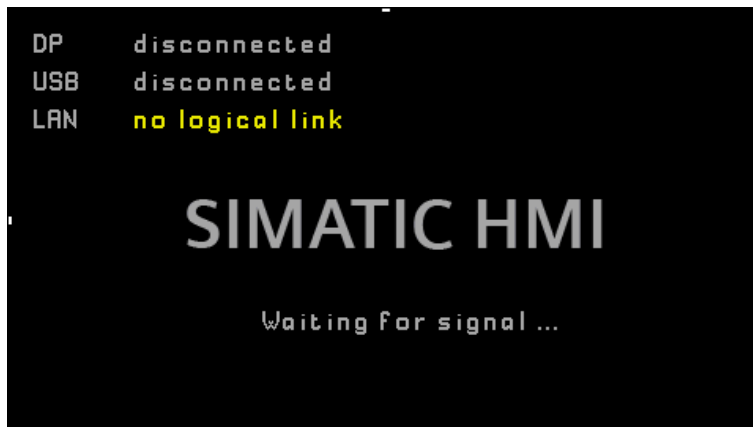 DP disconnected
USB disconnected
LAN no logical link
SIMATIC HMI
Waiting for signal ...